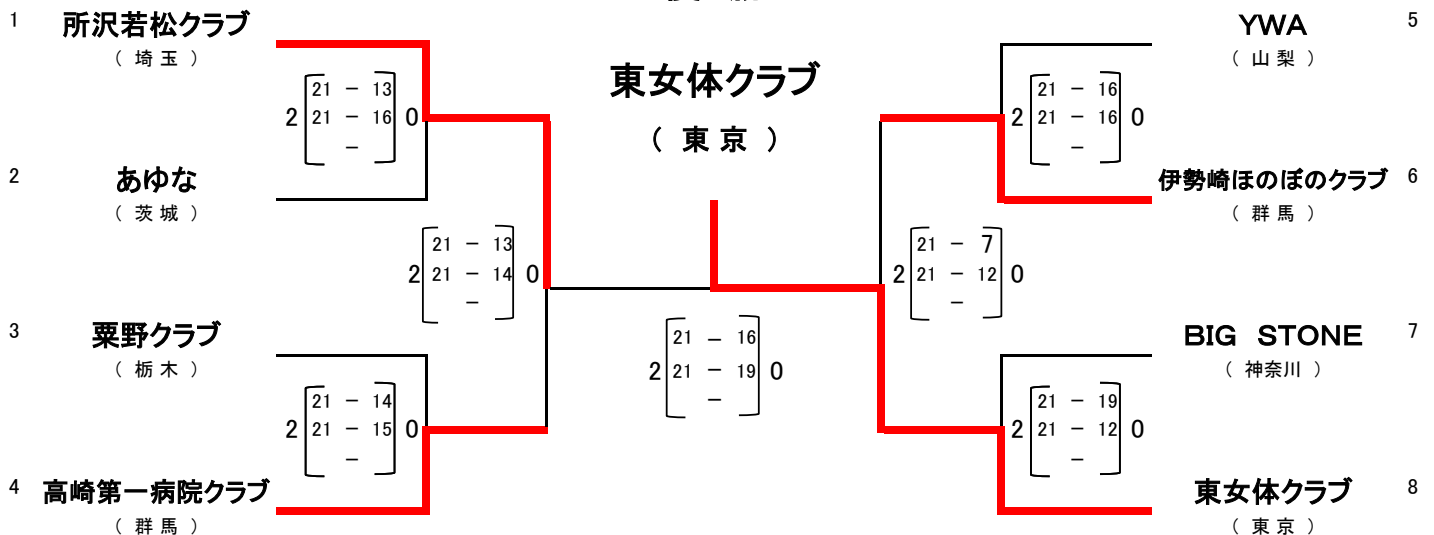 1 所沢若松クラブ
（ 埼 玉 ）
21 － 13
2 21 － 16 0
－
2 あゆな
（ 茨 城 ）
21 － 13
2 21 － 14 0
－
3 粟野クラブ
（ 栃 木 ）
21 － 14
2 21 － 15 0
－
4 高崎第一病院クラブ
（ 群 馬 ）
東女体クラブ
（ 東 京 ）
21 － 16
2 21 － 19 0
－
YWA 5
（ 山 梨 ）
21 － 16
2 21 － 16 0
－
伊勢崎ほのぼのクラブ 6
（ 群 馬 ）
21 － 7
2 21 － 12 0
－
BIG STONE 7
（ 神奈川 ）
21 － 19
2 21 － 12 0
－
東女体クラブ 8
（ 東 京 ）